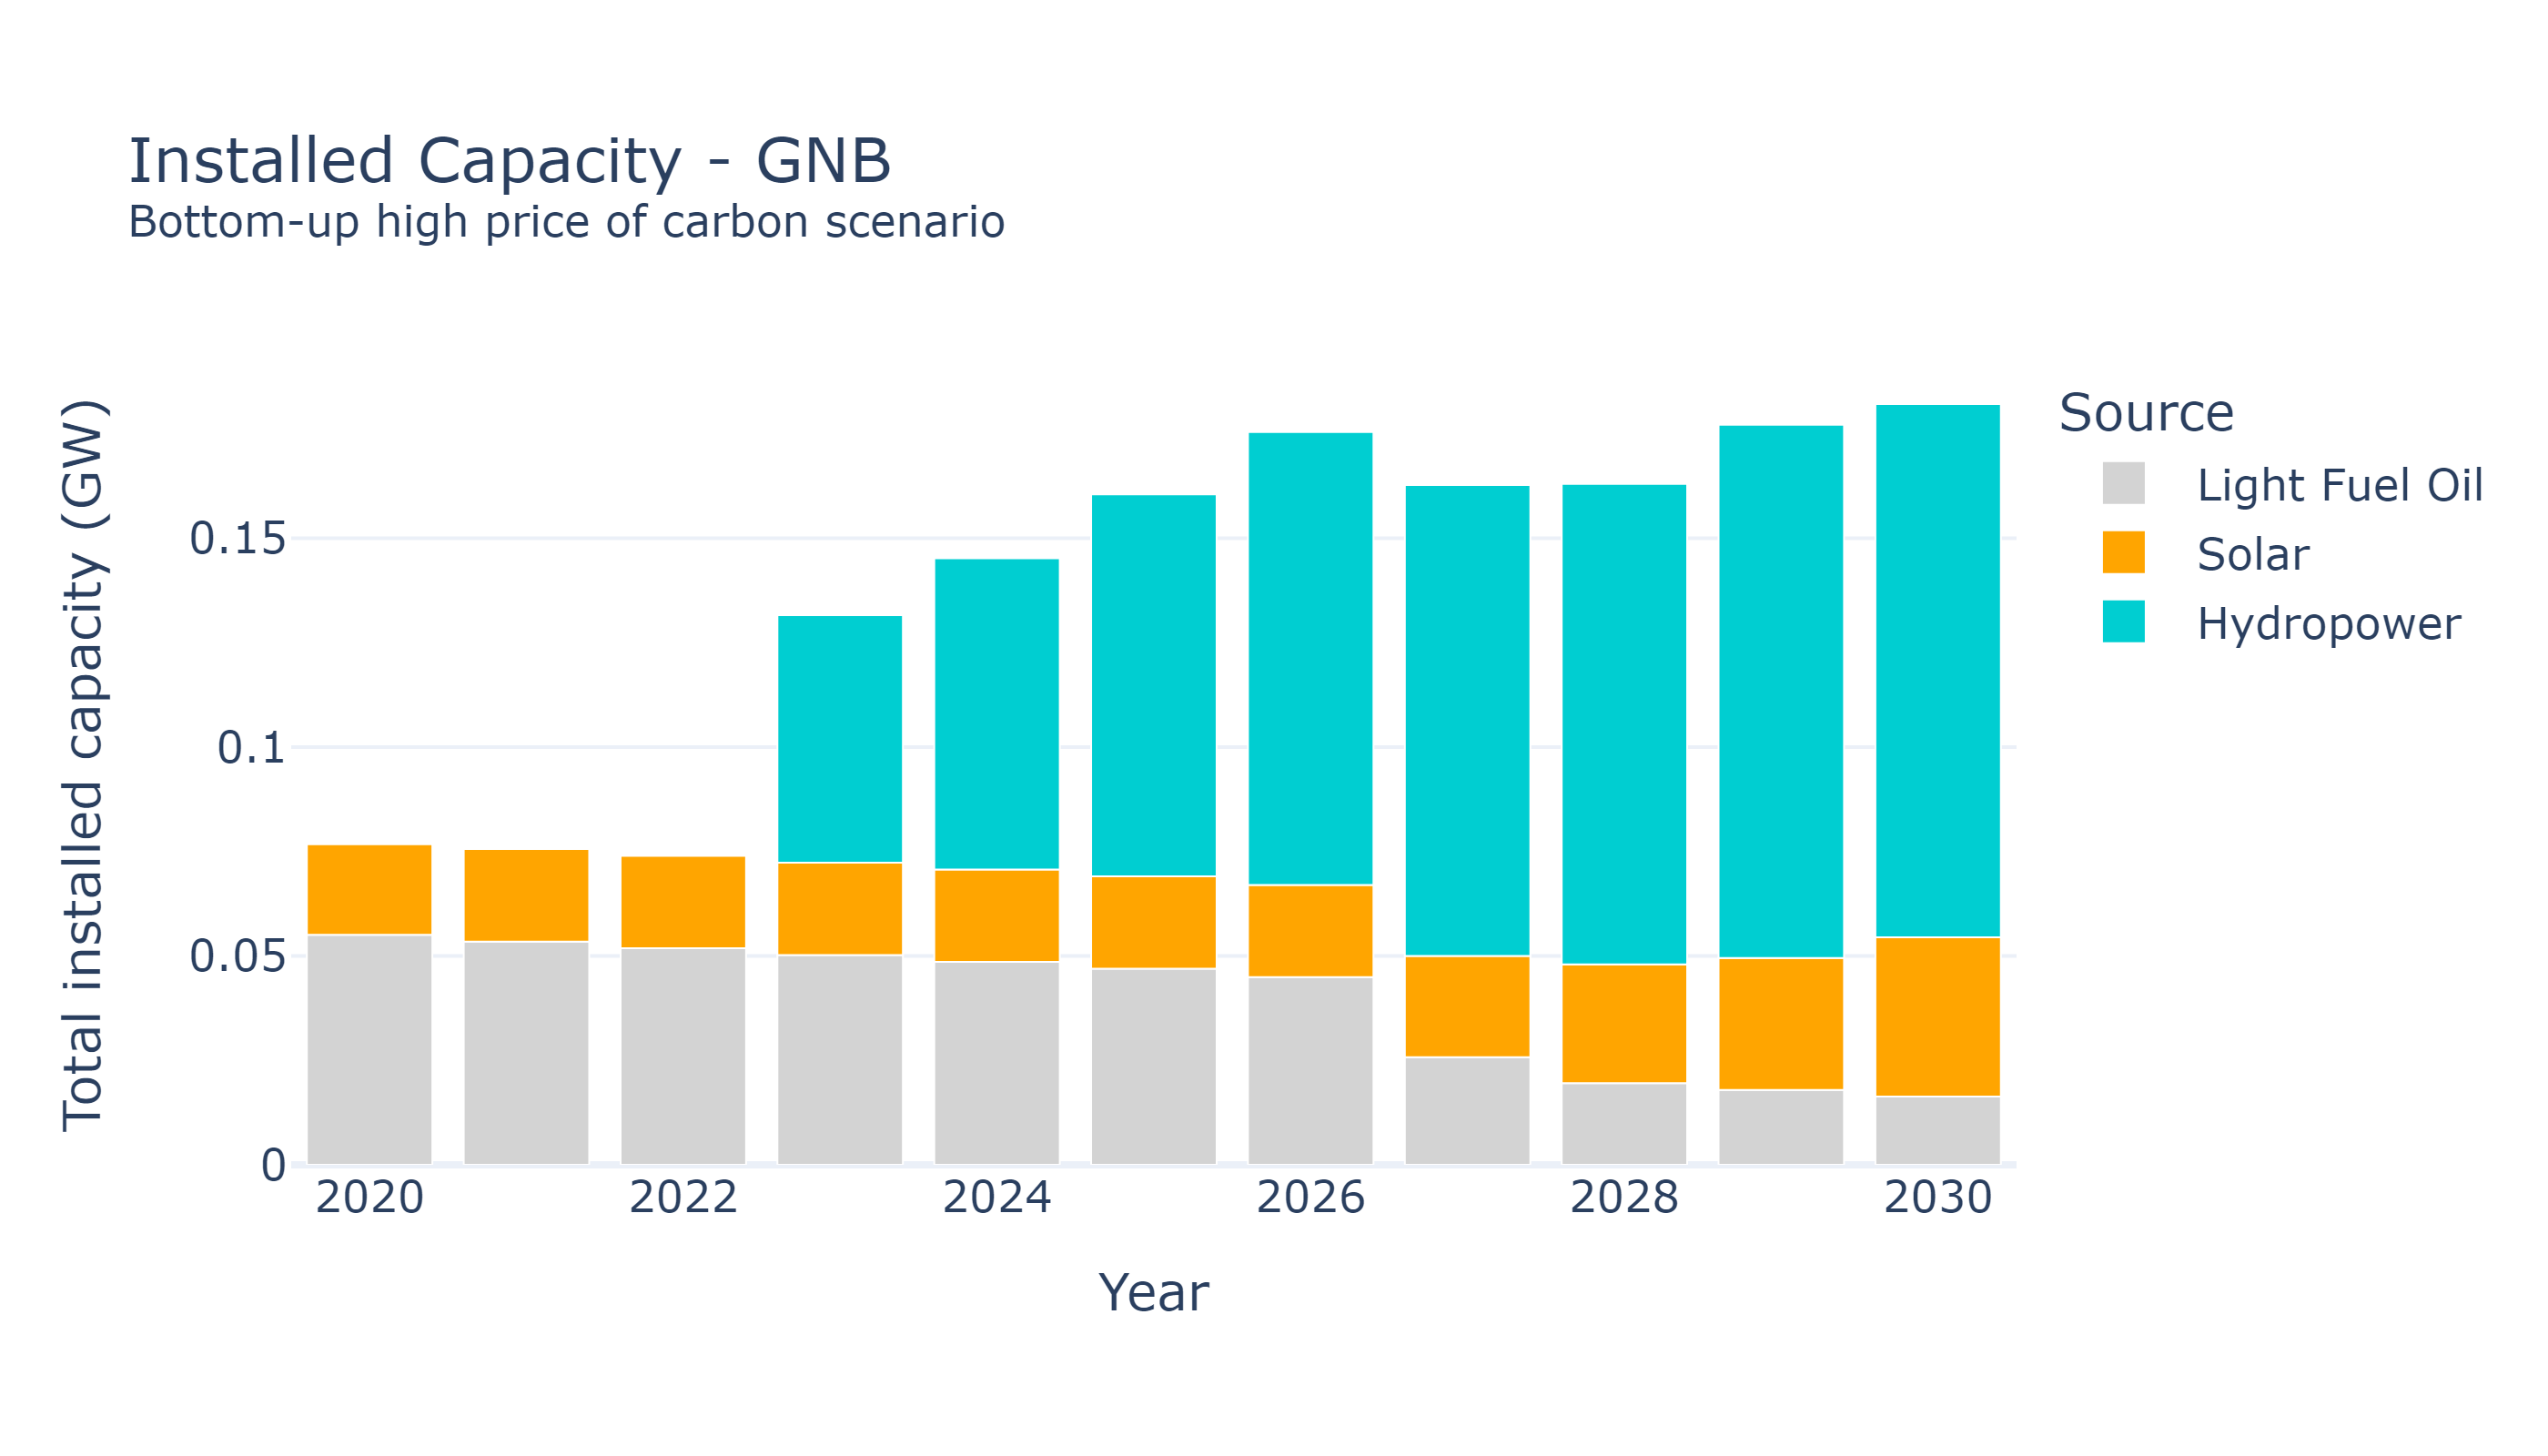 Installed Capacity - GNB
Bottom-up high price of carbon scenario
Total installed capacity (GW)
0.15
0.1
0.05
0
2020 2022 2024 2026 2028 2030
Year
Source
Light Fuel Oil
Solar
Hydropower